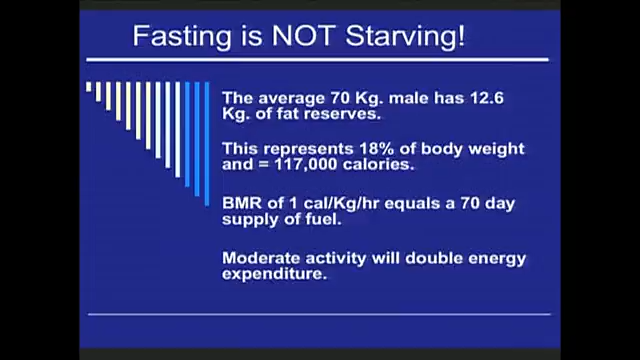 Fasting is NOT Starving!
The average 70 Kg. male has 12.6
Kg. of fat reserves.
This represents 18% of body weight
and = 117,000 calories.
BMR of 1 cal/Kg/hr equals a 70 day
supply of fuel.
Moderate activity will double energy
expenditure.